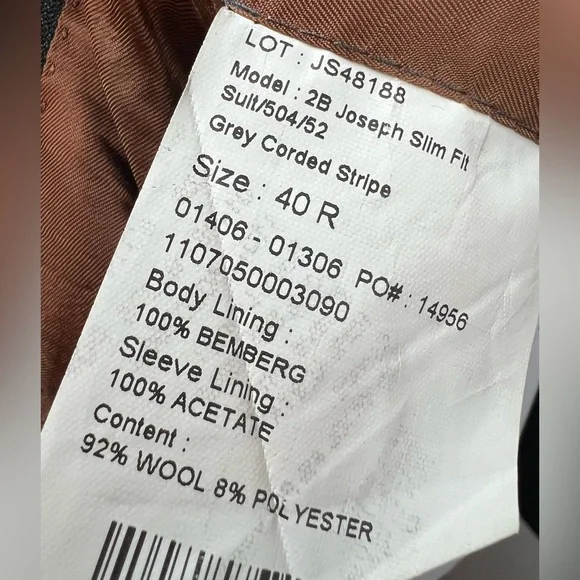 LOT : JS48188
Model : 2B Joseph Slim Fit
Suit/504/52
Grey Corded Stripe
Size : 40 R
01406 - 01306 PO# : 14956
1107050003090
Body Lining :
100% BEMBERG
Sleeve Lining :
100% ACETATE
Content :
92% WOOL 8% POLYESTER